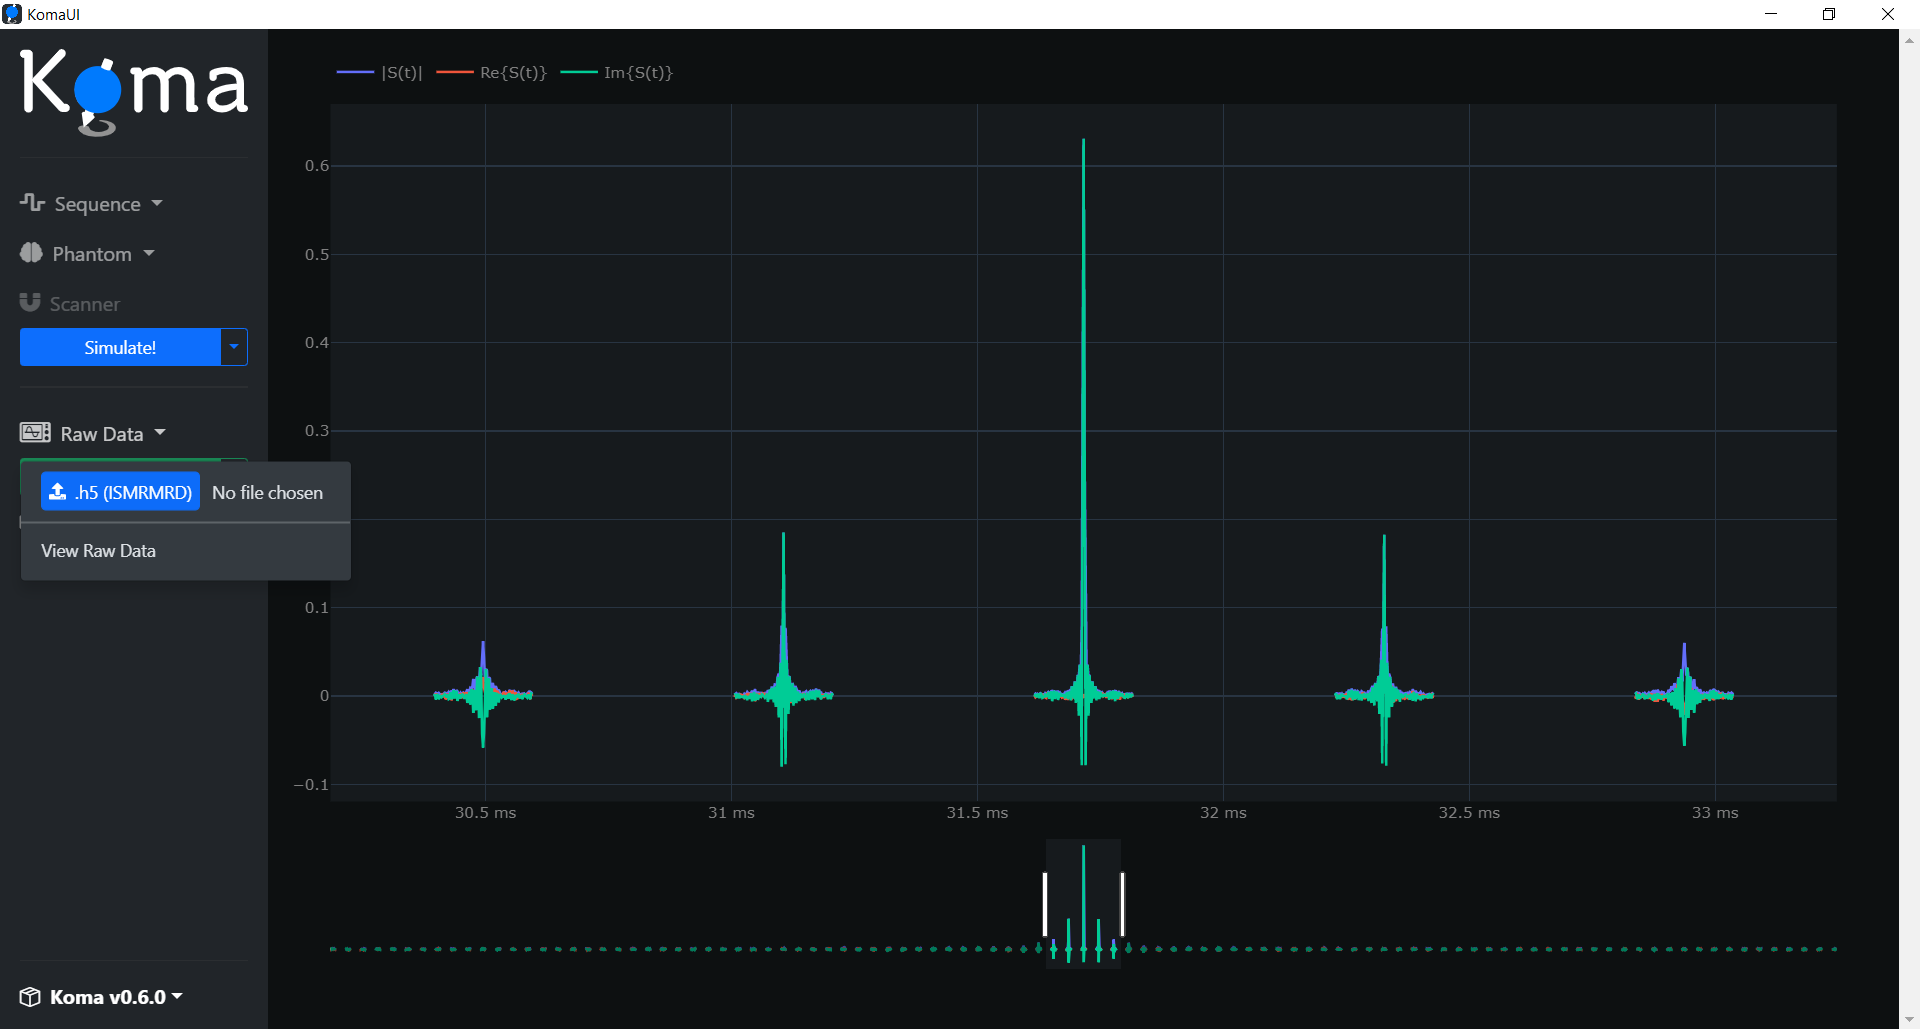 KomaUI
Koma
Sequence
Phantom
Scanner
Simulate!
Raw Data
.h5 (ISMRMRD) No file chosen
View Raw Data
Koma v0.6.0
|S(t)| Re{S(t)} Im{S(t)}
0.6
0.5
0.4
0.3
0.1
0
−0.1
30.5 ms 31 ms 31.5 ms 32 ms 32.5 ms 33 ms